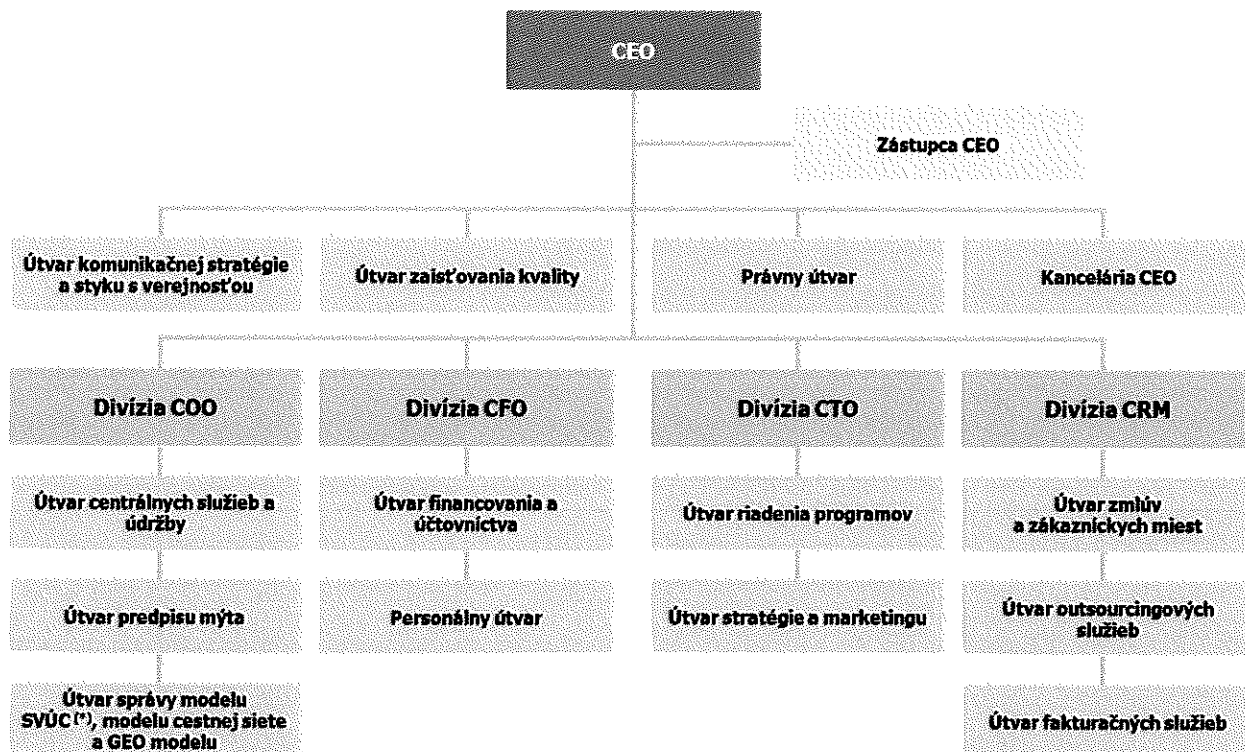 CEO
Zástupca CEO
Útvar komunikačnej stratégie
a styku s verejnosťou
Útvar zaisťovania kvality
Právny útvar
Kancelária CEO
Divízia COO
Divízia CFO
Divízia CTO
Divízia CRM
Útvar centrálnych služieb a
údržby
Útvar financovania a
účtovníctva
Útvar riadenia programov
Útvar zmlúv
a zákazníckych miest
Útvar predpisu mýta
Personálny útvar
Útvar stratégie a marketingu
Útvar outsourcingových
služieb
Útvar správy modelu
SVÚC (*), modelu cestnej siete
a GEO modelu
Útvar fakturačných služieb